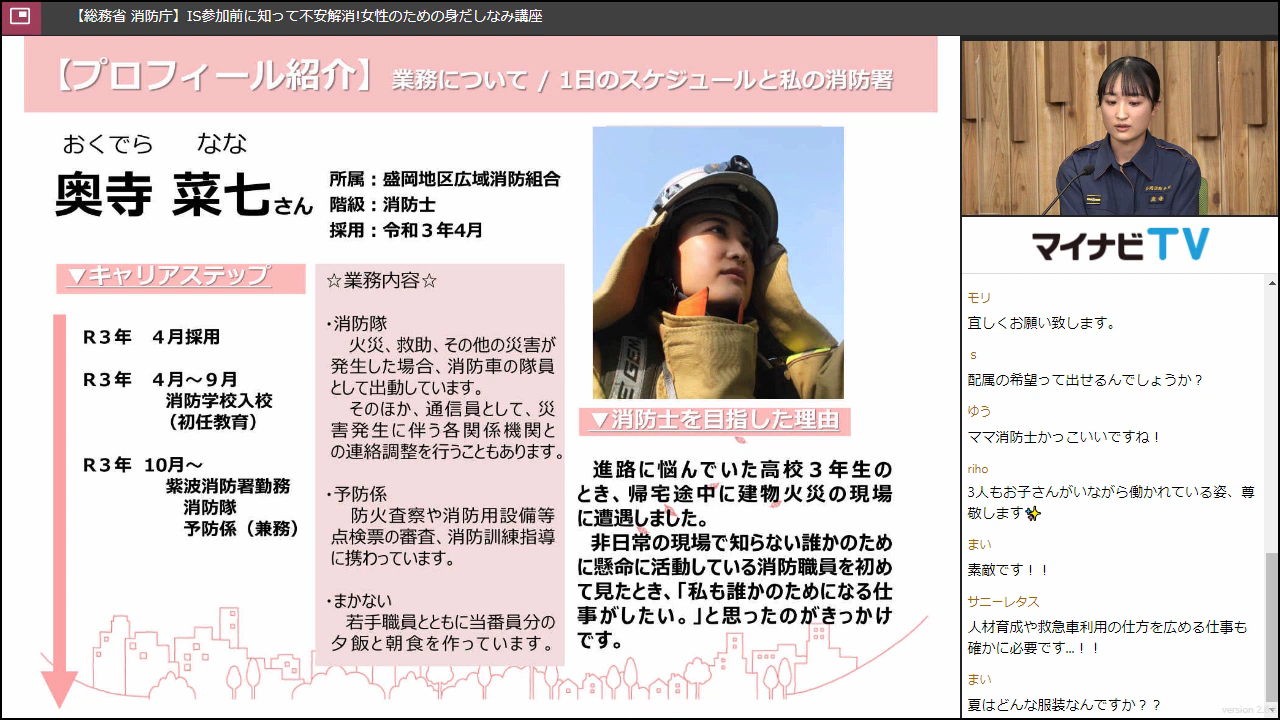 【総務省 消防庁】IS参加前に知って不安解消!女性のための身だしなみ講座
【プロフィール紹介】 業務について / 1日のスケジュールと私の消防署
おくでら なな
奥寺 菜七さん
所属：盛岡地区広域消防組合
階級：消防士
採用：令和３年4月
▼キャリアステップ
R３年 ４月採用
R３年 ４月～９月
消防学校入校
（初任教育）
R３年 10月～
紫波消防署勤務
消防隊
予防係（兼務）
☆業務内容☆
・消防隊
火災、救助、その他の災害が
発生した場合、消防車の隊員
として出動しています。
そのほか、通信員として、災
害発生に伴う各関係機関と
の連絡調整を行うこともあります。
・予防係
防火査察や消防用設備等
点検票の審査、消防訓練指導
に携わっています。
・まかない
若手職員とともに当番員分の
夕飯と朝食を作っています。
▼消防士を目指した理由
進路に悩んでいた高校３年生の
とき、帰宅途中に建物火災の現場
に遭遇しました。
非日常の現場で知らない誰かのため
に懸命に活動している消防職員を初め
て見たとき、「私も誰かのためになる仕
事がしたい。」と思ったのがきっかけ
です。
マイナビTV
モリ
宜しくお願い致します。
s
配属の希望って出せるんでしょうか？
ゆう
ママ消防士かっこいいですね！
riho
3人もお子さんがいながら働かれている姿、尊
敬します✨
まい
素敵です！！
サニーレタス
人材育成や救急車利用の仕方を広める仕事も
確かに必要です...！！
まい
夏はどんな服装なんですか？？